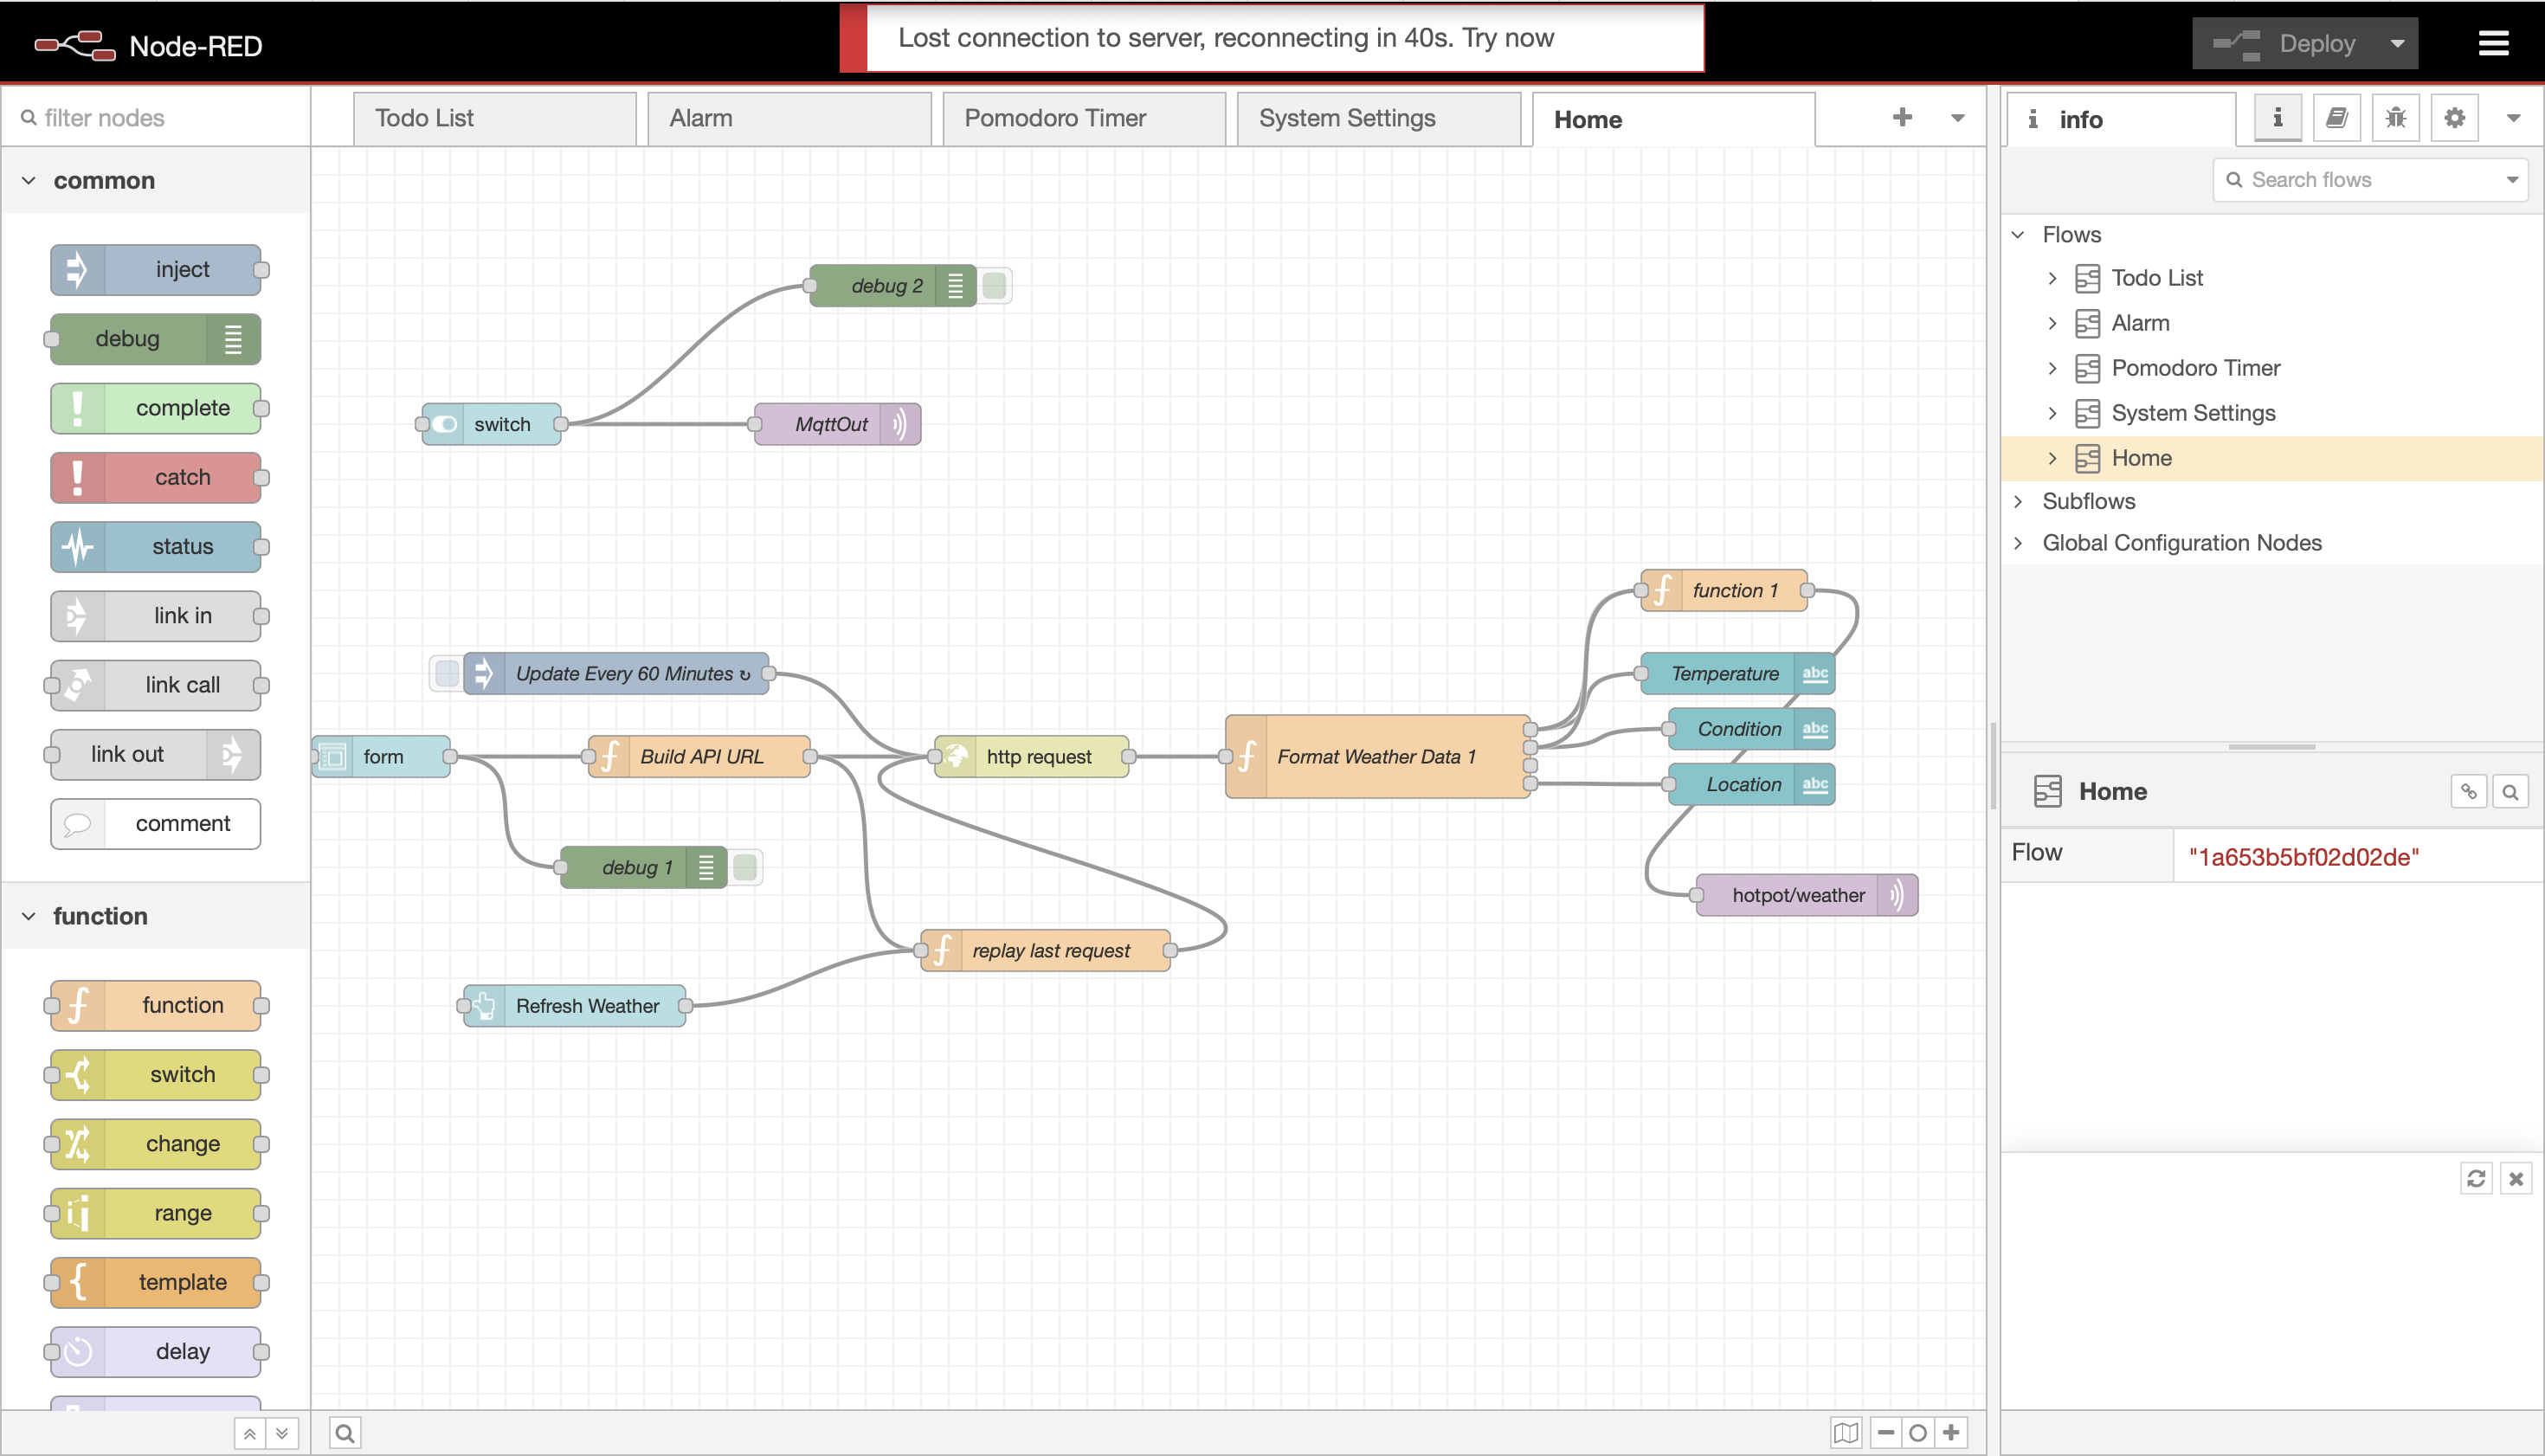 Node-RED
Lost connection to server, reconnecting in 40s. Try now
Deploy
filter nodes
Todo List
Alarm
Pomodoro Timer
System Settings
Home
i info
i
common
inject
debug
complete
catch
status
link in
link call
link out
comment
function
function
switch
change
range
template
delay
debug 2
switch
MqttOut
function 1
Update Every 60 Minutes ↻
Temperature abc
Condition abc
form
Build API URL
http request
Format Weather Data 1
Location abc
debug 1
hotpot/weather
replay last request
Refresh Weather
Search flows
Flows
Todo List
Alarm
Pomodoro Timer
System Settings
Home
Subflows
Global Configuration Nodes
Home
Flow "1a653b5bf02d02de"